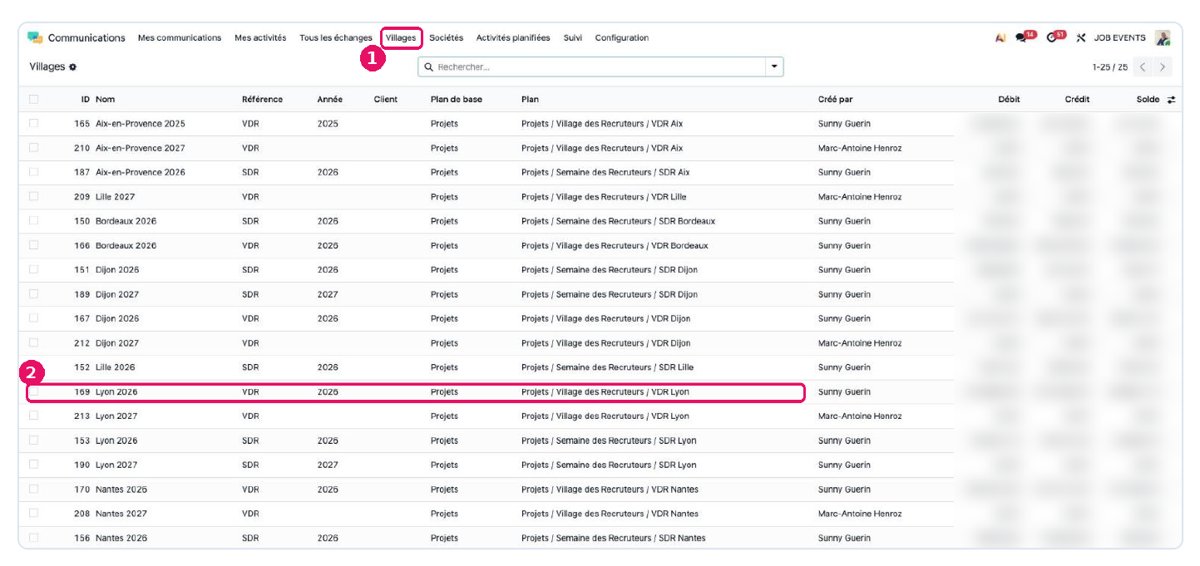 Communications Mes communications Mes activités Tous les échanges Villages Sociétés Activités planifiées Suivi Configuration 14 51 JOB EVENTS
1
Villages Rechercher... 1-25 / 25
ID Nom Référence Année Client Plan de base Plan Créé par Débit Crédit Solde
165 Aix-en-Provence 2025 VDR 2025 Projets Projets / Village des Recruteurs / VDR Aix Sunny Guerin
210 Aix-en-Provence 2027 VDR Projets Projets / Village des Recruteurs / VDR Aix Marc-Antoine Henroz
187 Aix-en-Provence 2026 SDR 2026 Projets Projets / Semaine des Recruteurs / SDR Aix Sunny Guerin
209 Lille 2027 VDR Projets Projets / Village des Recruteurs / VDR Lille Marc-Antoine Henroz
150 Bordeaux 2026 SDR 2026 Projets Projets / Semaine des Recruteurs / SDR Bordeaux Sunny Guerin
166 Bordeaux 2026 VDR 2026 Projets Projets / Village des Recruteurs / VDR Bordeaux Sunny Guerin
151 Dijon 2026 SDR 2026 Projets Projets / Semaine des Recruteurs / SDR Dijon Sunny Guerin
189 Dijon 2027 SDR 2027 Projets Projets / Semaine des Recruteurs / SDR Dijon Sunny Guerin
167 Dijon 2026 VDR 2026 Projets Projets / Village des Recruteurs / VDR Dijon Sunny Guerin
212 Dijon 2027 VDR Projets Projets / Village des Recruteurs / VDR Dijon Marc-Antoine Henroz
152 Lille 2026 SDR 2026 Projets Projets / Semaine des Recruteurs / SDR Lille Sunny Guerin
2
169 Lyon 2026 VDR 2026 Projets Projets / Village des Recruteurs / VDR Lyon Sunny Guerin
213 Lyon 2027 VDR Projets Projets / Village des Recruteurs / VDR Lyon Marc-Antoine Henroz
153 Lyon 2026 SDR 2026 Projets Projets / Semaine des Recruteurs / SDR Lyon Sunny Guerin
190 Lyon 2027 SDR 2027 Projets Projets / Semaine des Recruteurs / SDR Lyon Sunny Guerin
170 Nantes 2026 VDR 2026 Projets Projets / Village des Recruteurs / VDR Nantes Sunny Guerin
208 Nantes 2027 VDR Projets Projets / Village des Recruteurs / VDR Nantes Marc-Antoine Henroz
156 Nantes 2026 SDR 2026 Projets Projets / Semaine des Recruteurs / SDR Nantes Sunny Guerin